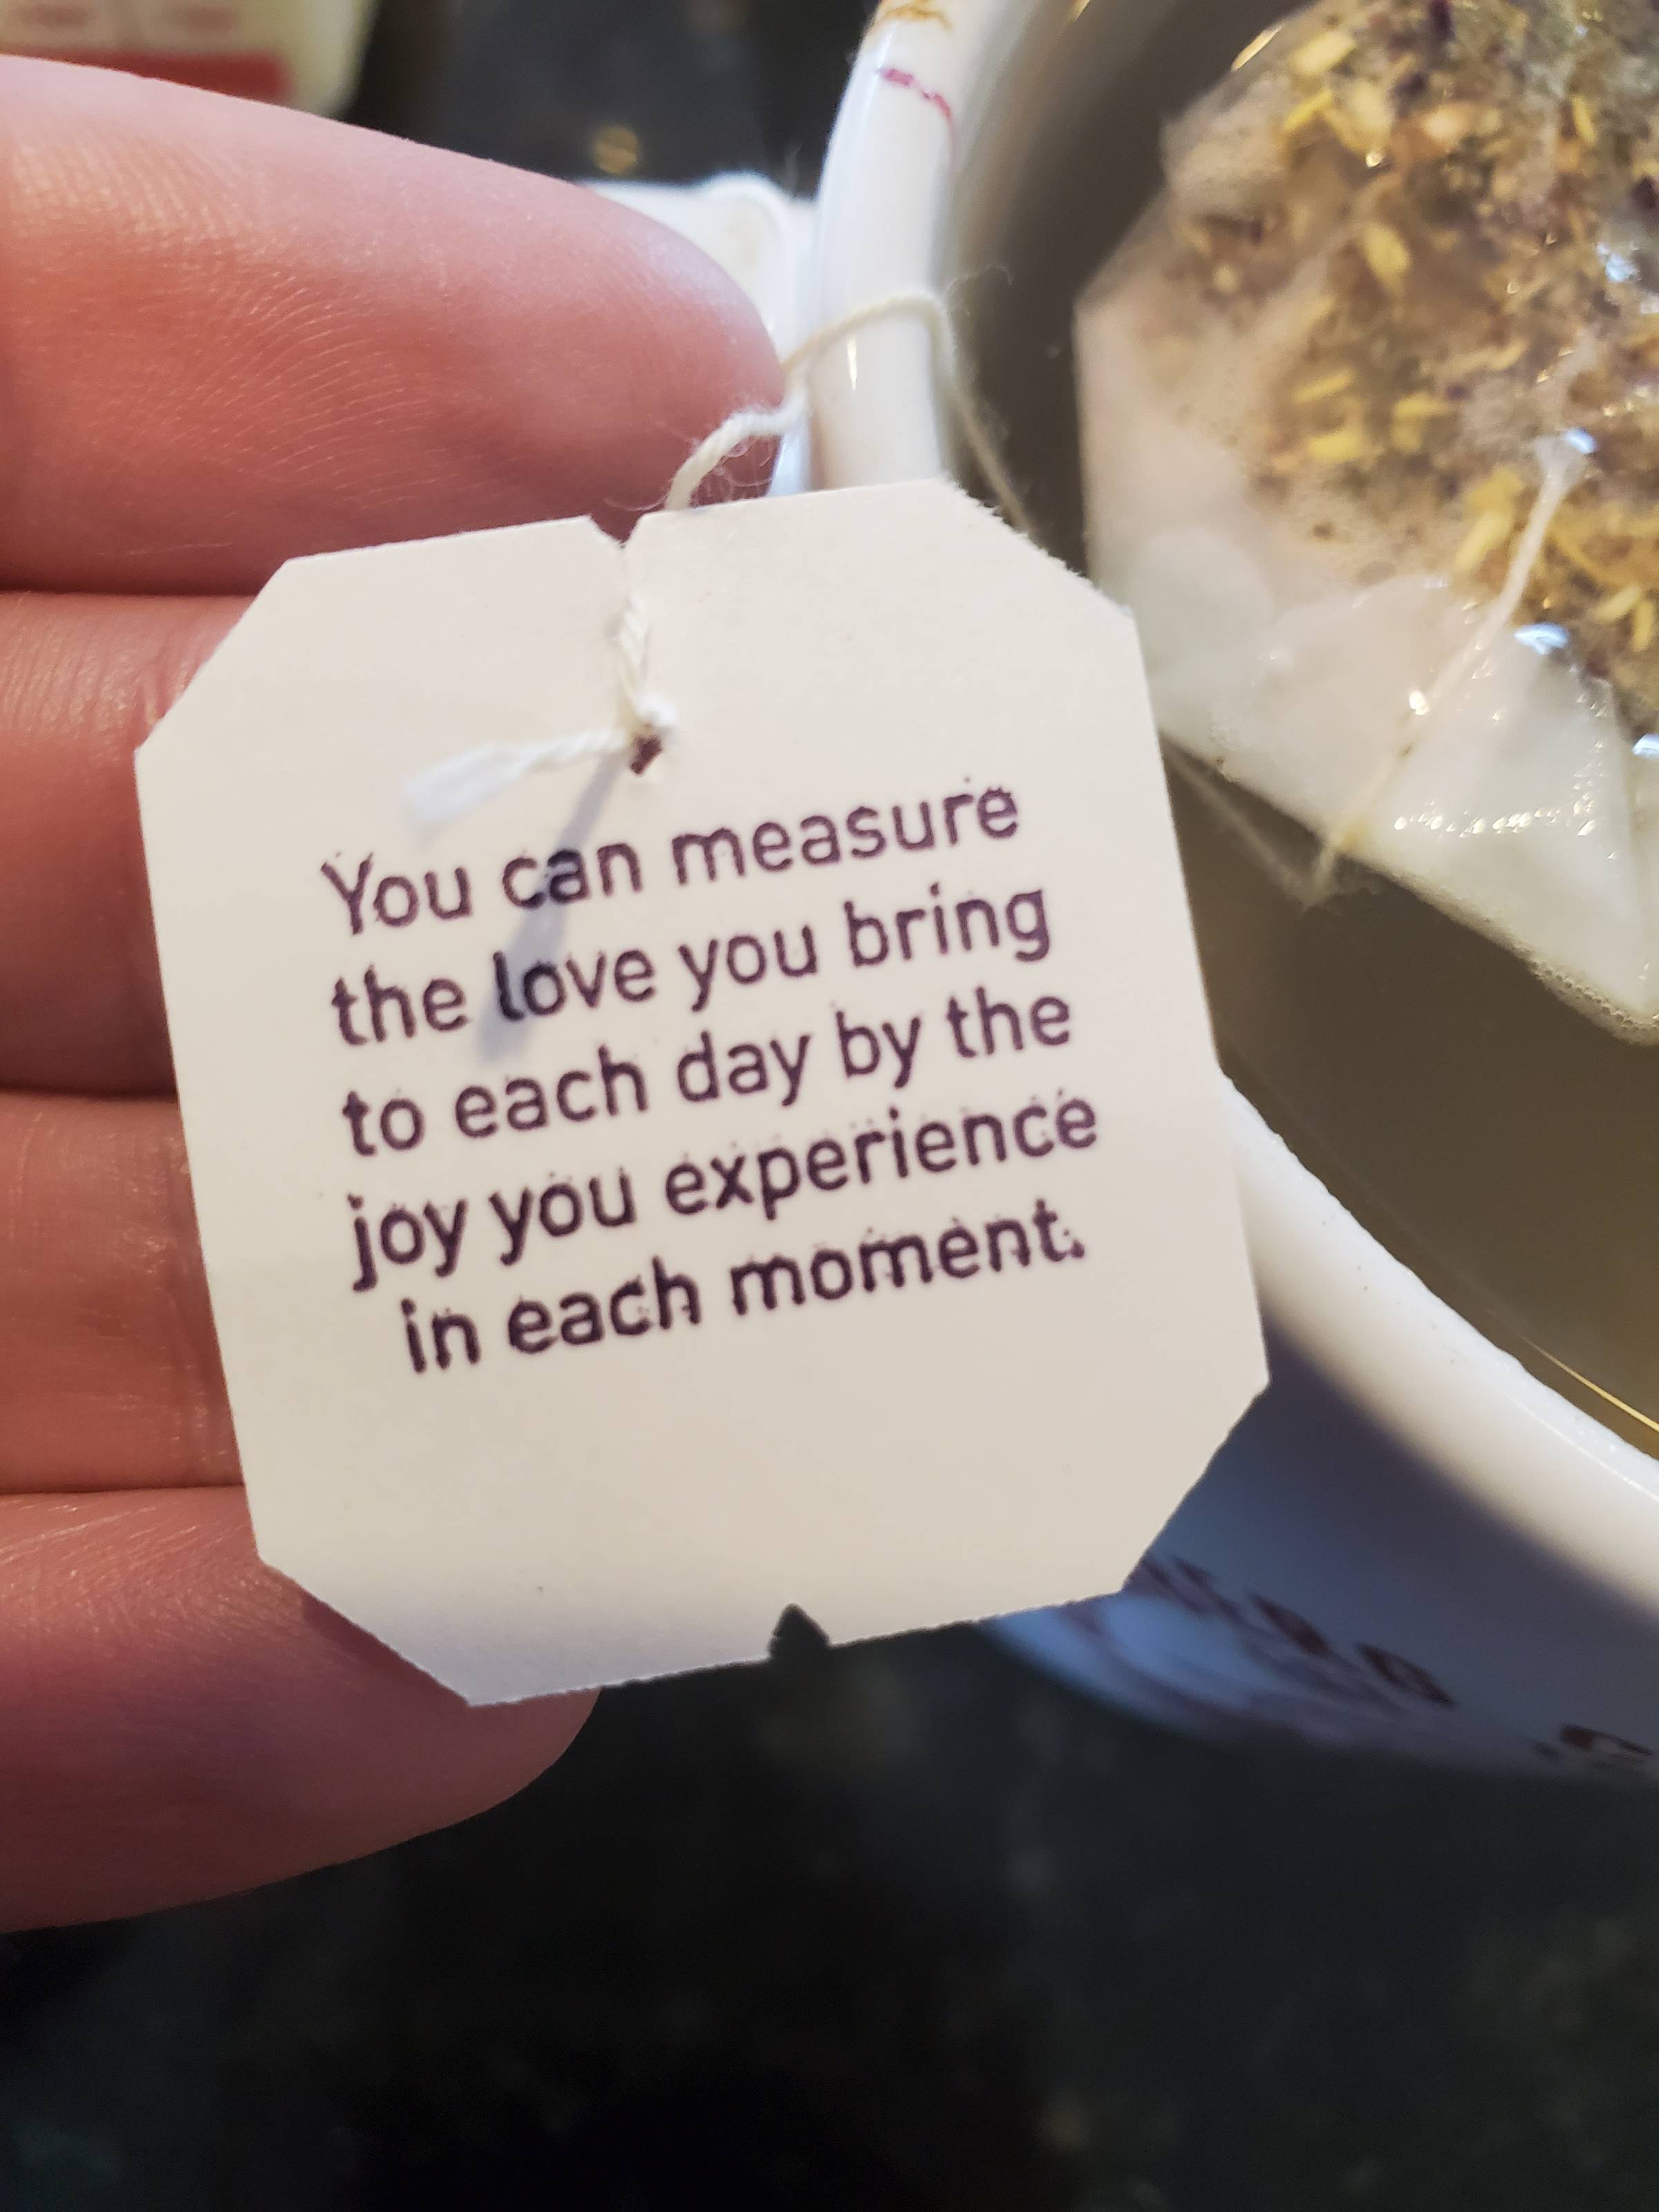 You can measure
the love you bring
to each day by the
joy you experience
in each moment.